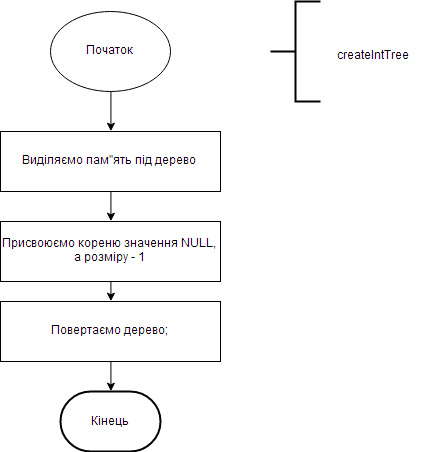 Початок
createIntTree
Виділяємо пам"ять під дерево
Присвоюємо кореню значення NULL,
а розміру - 1
Повертаємо дерево;
Кінець